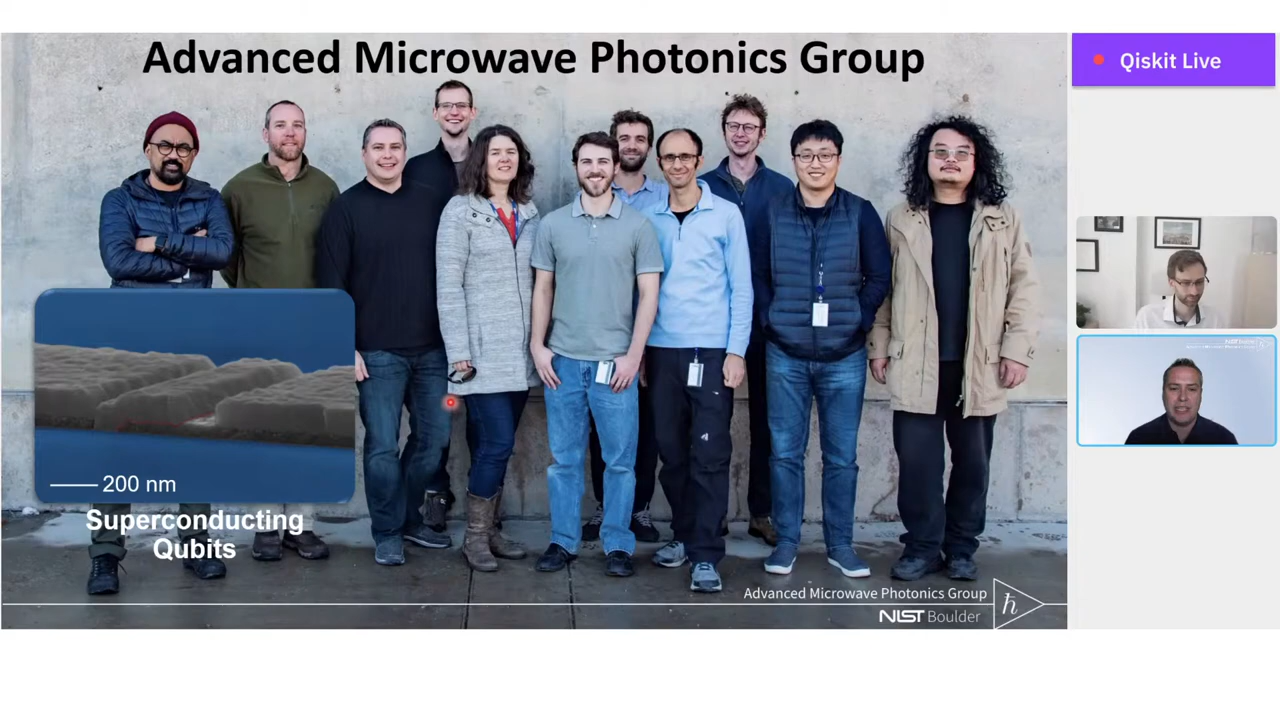 Advanced Microwave Photonics Group
Qiskit Live
200 nm
Superconducting
Qubits
Advanced Microwave Photonics Group
ħ
NIST Boulder